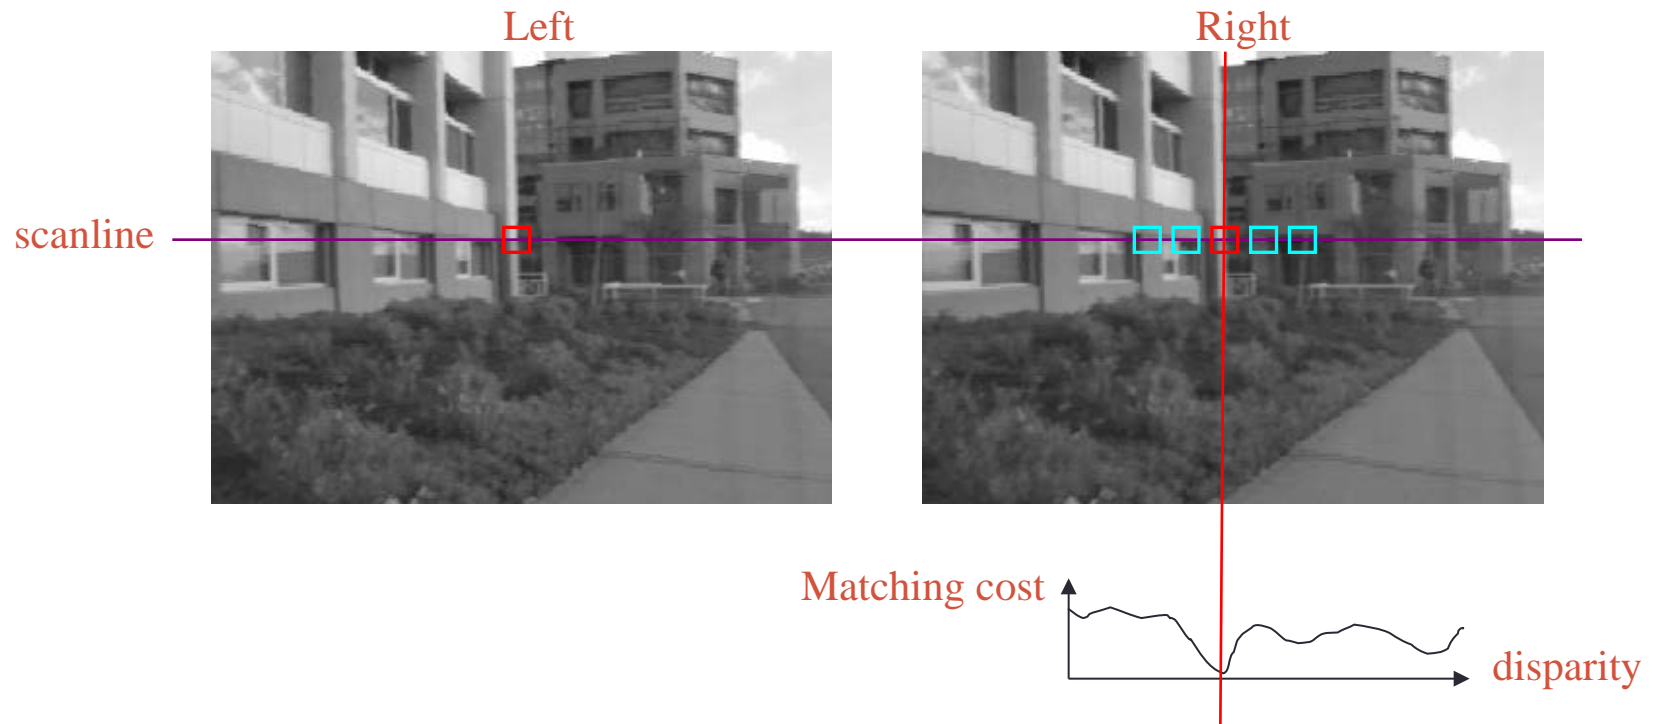 Left
Right
scanline
Matching cost
disparity